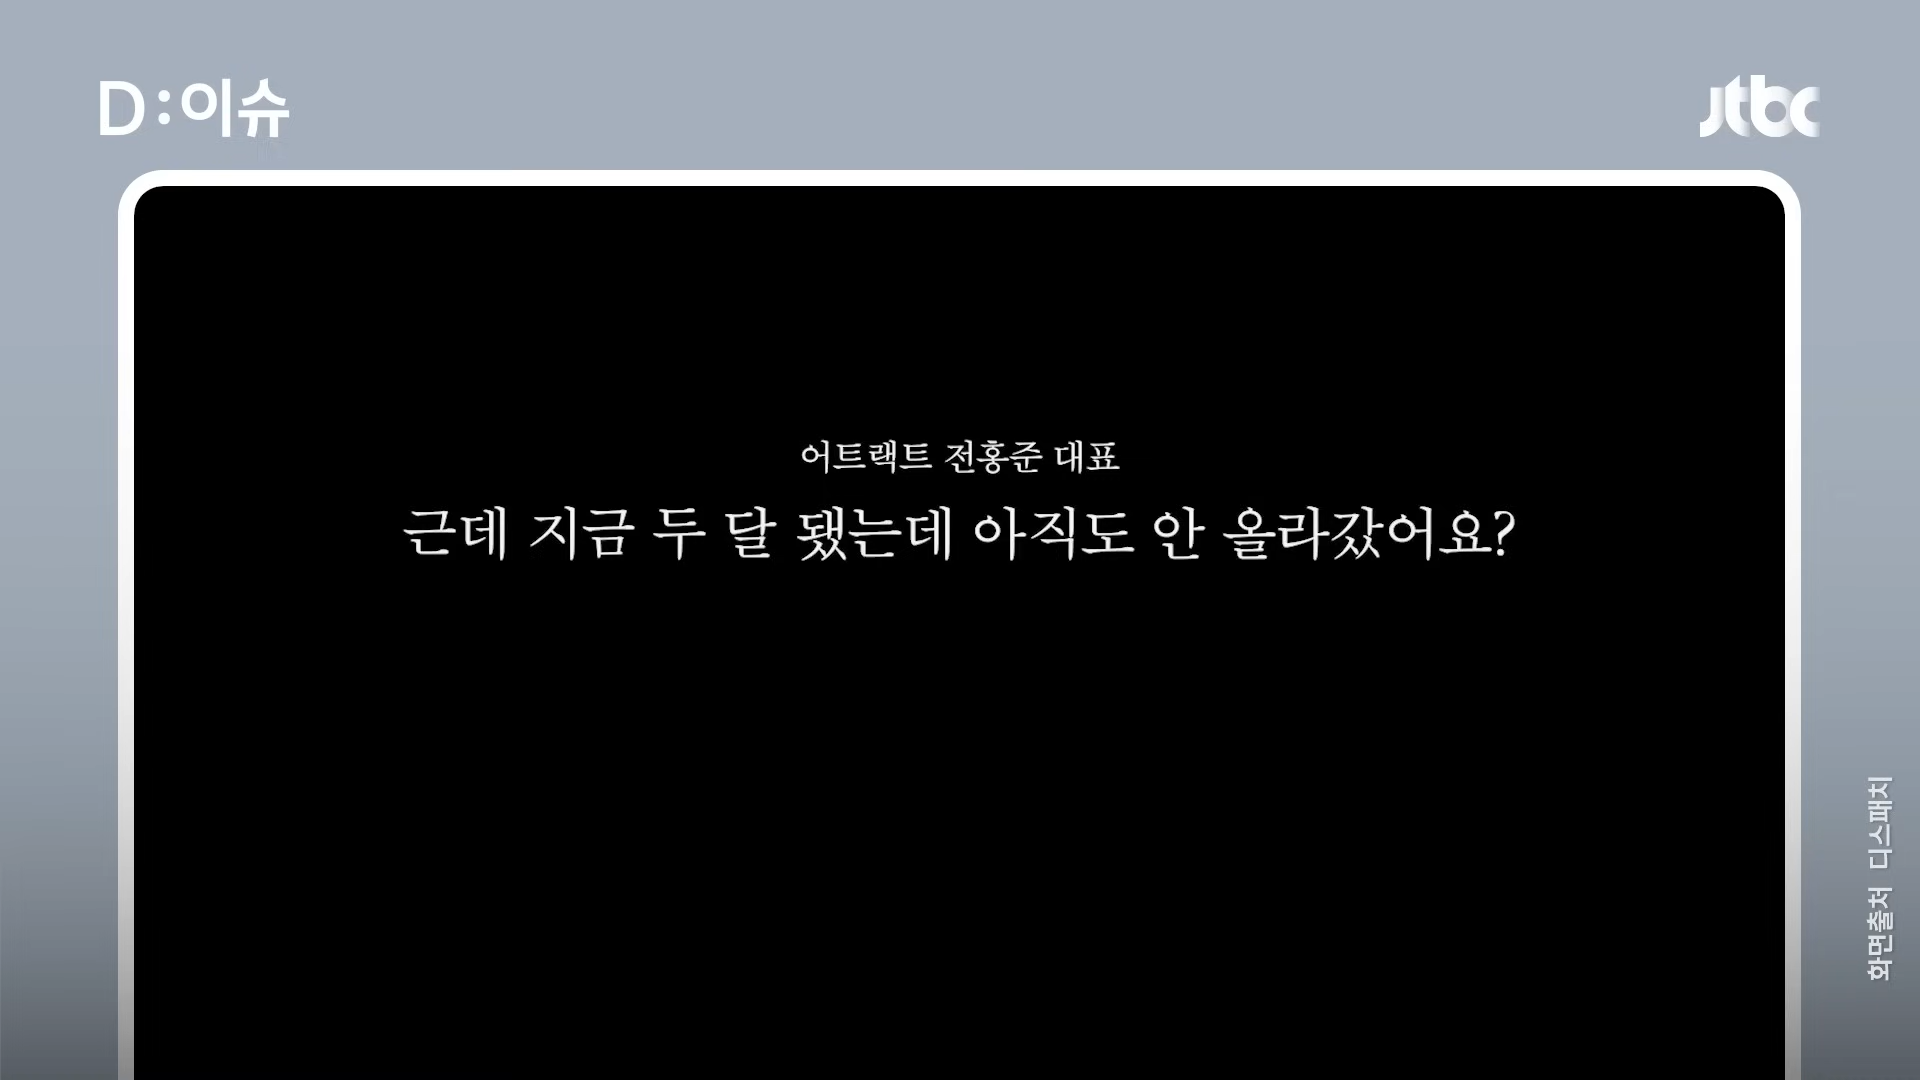 D:이슈
jtbc
어트랙트 전홍준 대표
근데 지금 두 달 됐는데 아직도 안 올라갔어요?
화면출처 디스패치